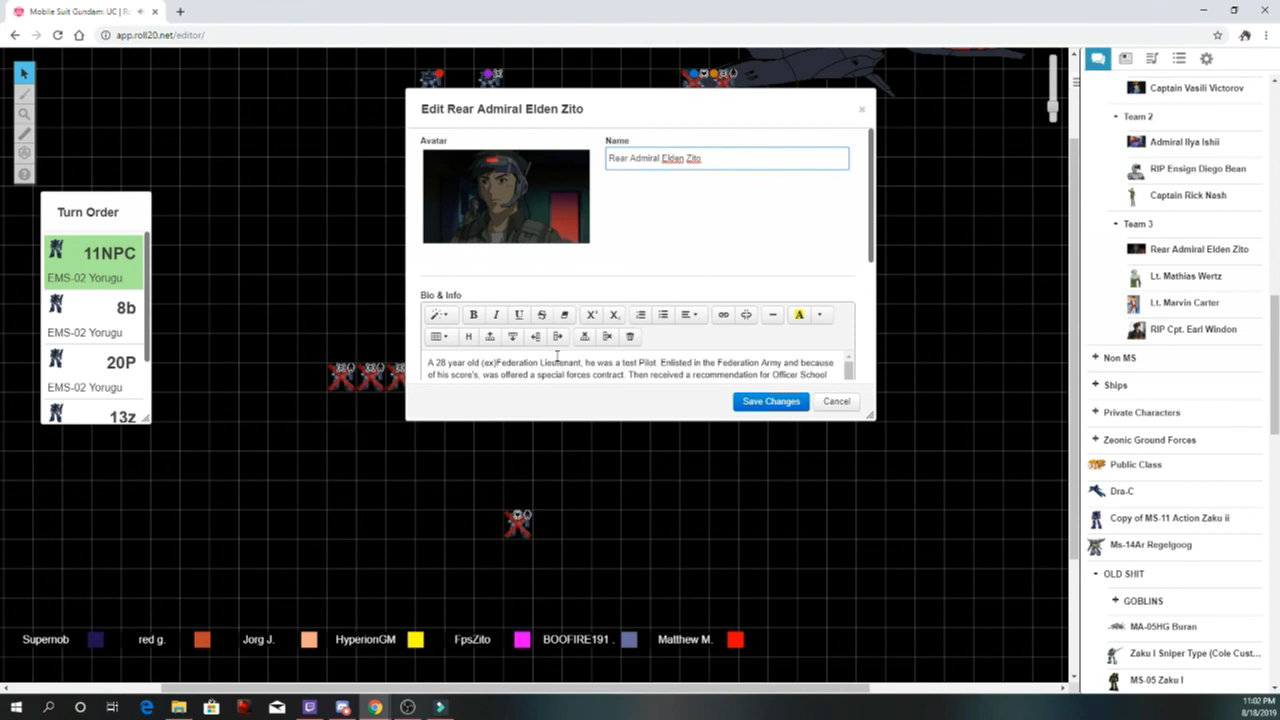 Mobile Suit Gundam: UC | R
app.roll20.net/editor/
Edit Rear Admiral Elden Zito
Avatar
Name
Rear Admiral Elden Zito
Bio & Info
A 28 year old (ex)Federation Lieutenant, he was a test Pilot. Enlisted in the Federation Army and because
of his score's, was offered a special forces contract. Then received a recommendation for Officer School
Save Changes
Cancel
Turn Order
11NPC
EMS-02 Yorugu
8b
EMS-02 Yorugu
20P
EMS-02 Yorugu
13z
Captain Vasili Victorov
Team 2
Admiral Ilya Ishii
RIP Ensign Diego Bean
Captain Rick Nash
Team 3
Rear Admiral Elden Zito
Lt. Mathias Wertz
Lt. Marvin Carter
RIP Cpt. Earl Windon
Non MS
Ships
Private Characters
Zeonic Ground Forces
Public Class
Dra-C
Copy of MS-11 Action Zaku ii
Ms-14Ar Regelgoog
OLD SHIT
GOBLINS
MA-05HG Buran
Zaku I Sniper Type (Cole Cust...
MS-05 Zaku I
Supernob
red g.
Jorg J.
HyperionGM
FpsZito
BOOFIRE191 .
Matthew M.
11:02 PM
8/18/2019